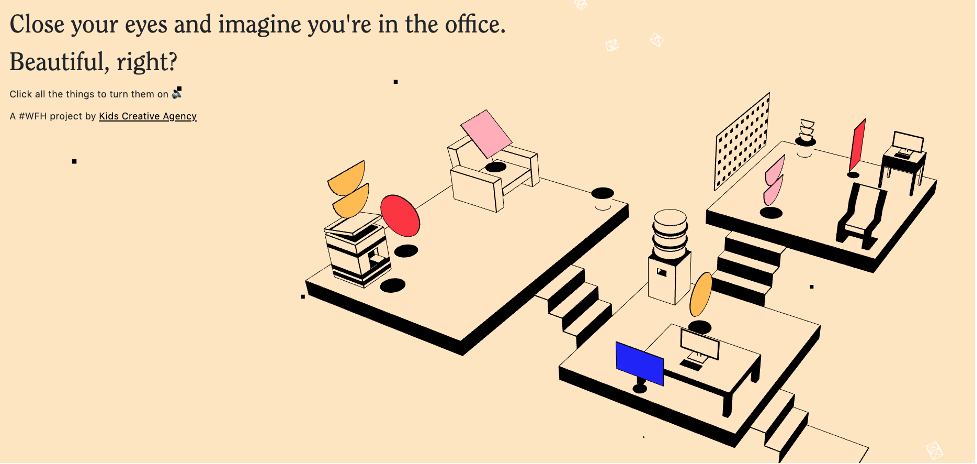 Close your eyes and imagine you're in the office.
Beautiful, right?
Click all the things to turn them on 🔊
A #WFH project by Kids Creative Agency